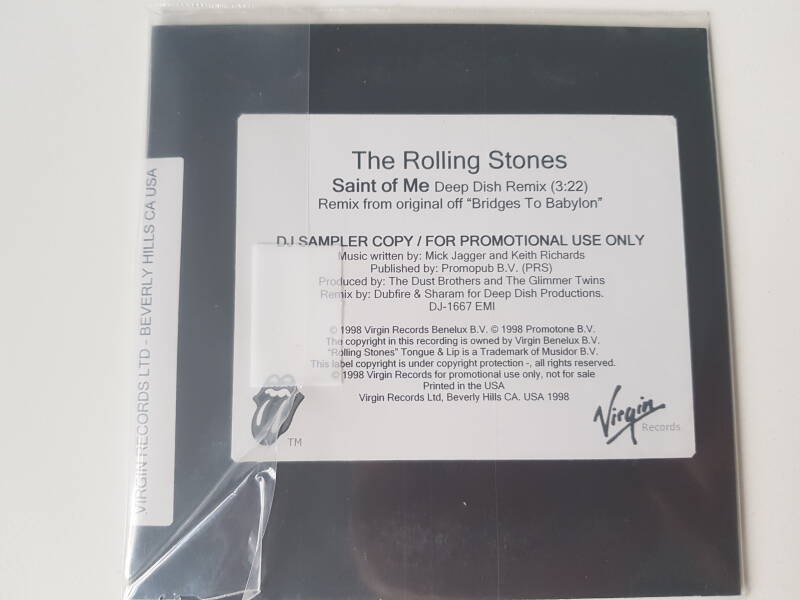 The Rolling Stones
Saint of Me Deep Dish Remix (3:22)
Remix from original off “Bridges To Babylon”
DJ SAMPLER COPY / FOR PROMOTIONAL USE ONLY
Music written by: Mick Jagger and Keith Richards
Published by: Promopub B.V. (PRS)
Produced by: The Dust Brothers and The Glimmer Twins
Remix by: Dubfire & Sharam for Deep Dish Productions.
DJ-1667 EMI
© 1998 Virgin Records Benelux B.V. © 1998 Promotone B.V.
The copyright in this recording is owned by Virgin Benelux B.V.
“Rolling Stones” Tongue & Lip is a Trademark of Musidor B.V.
This label copyright is under copyright protection -, all rights reserved.
© 1998 Virgin Records for promotional use only, not for sale
Printed in the USA
Virgin Records Ltd, Beverly Hills CA. USA 1998
TM
Virgin Records
VIRGIN RECORDS LTD - BEVERLY HILLS CA USA